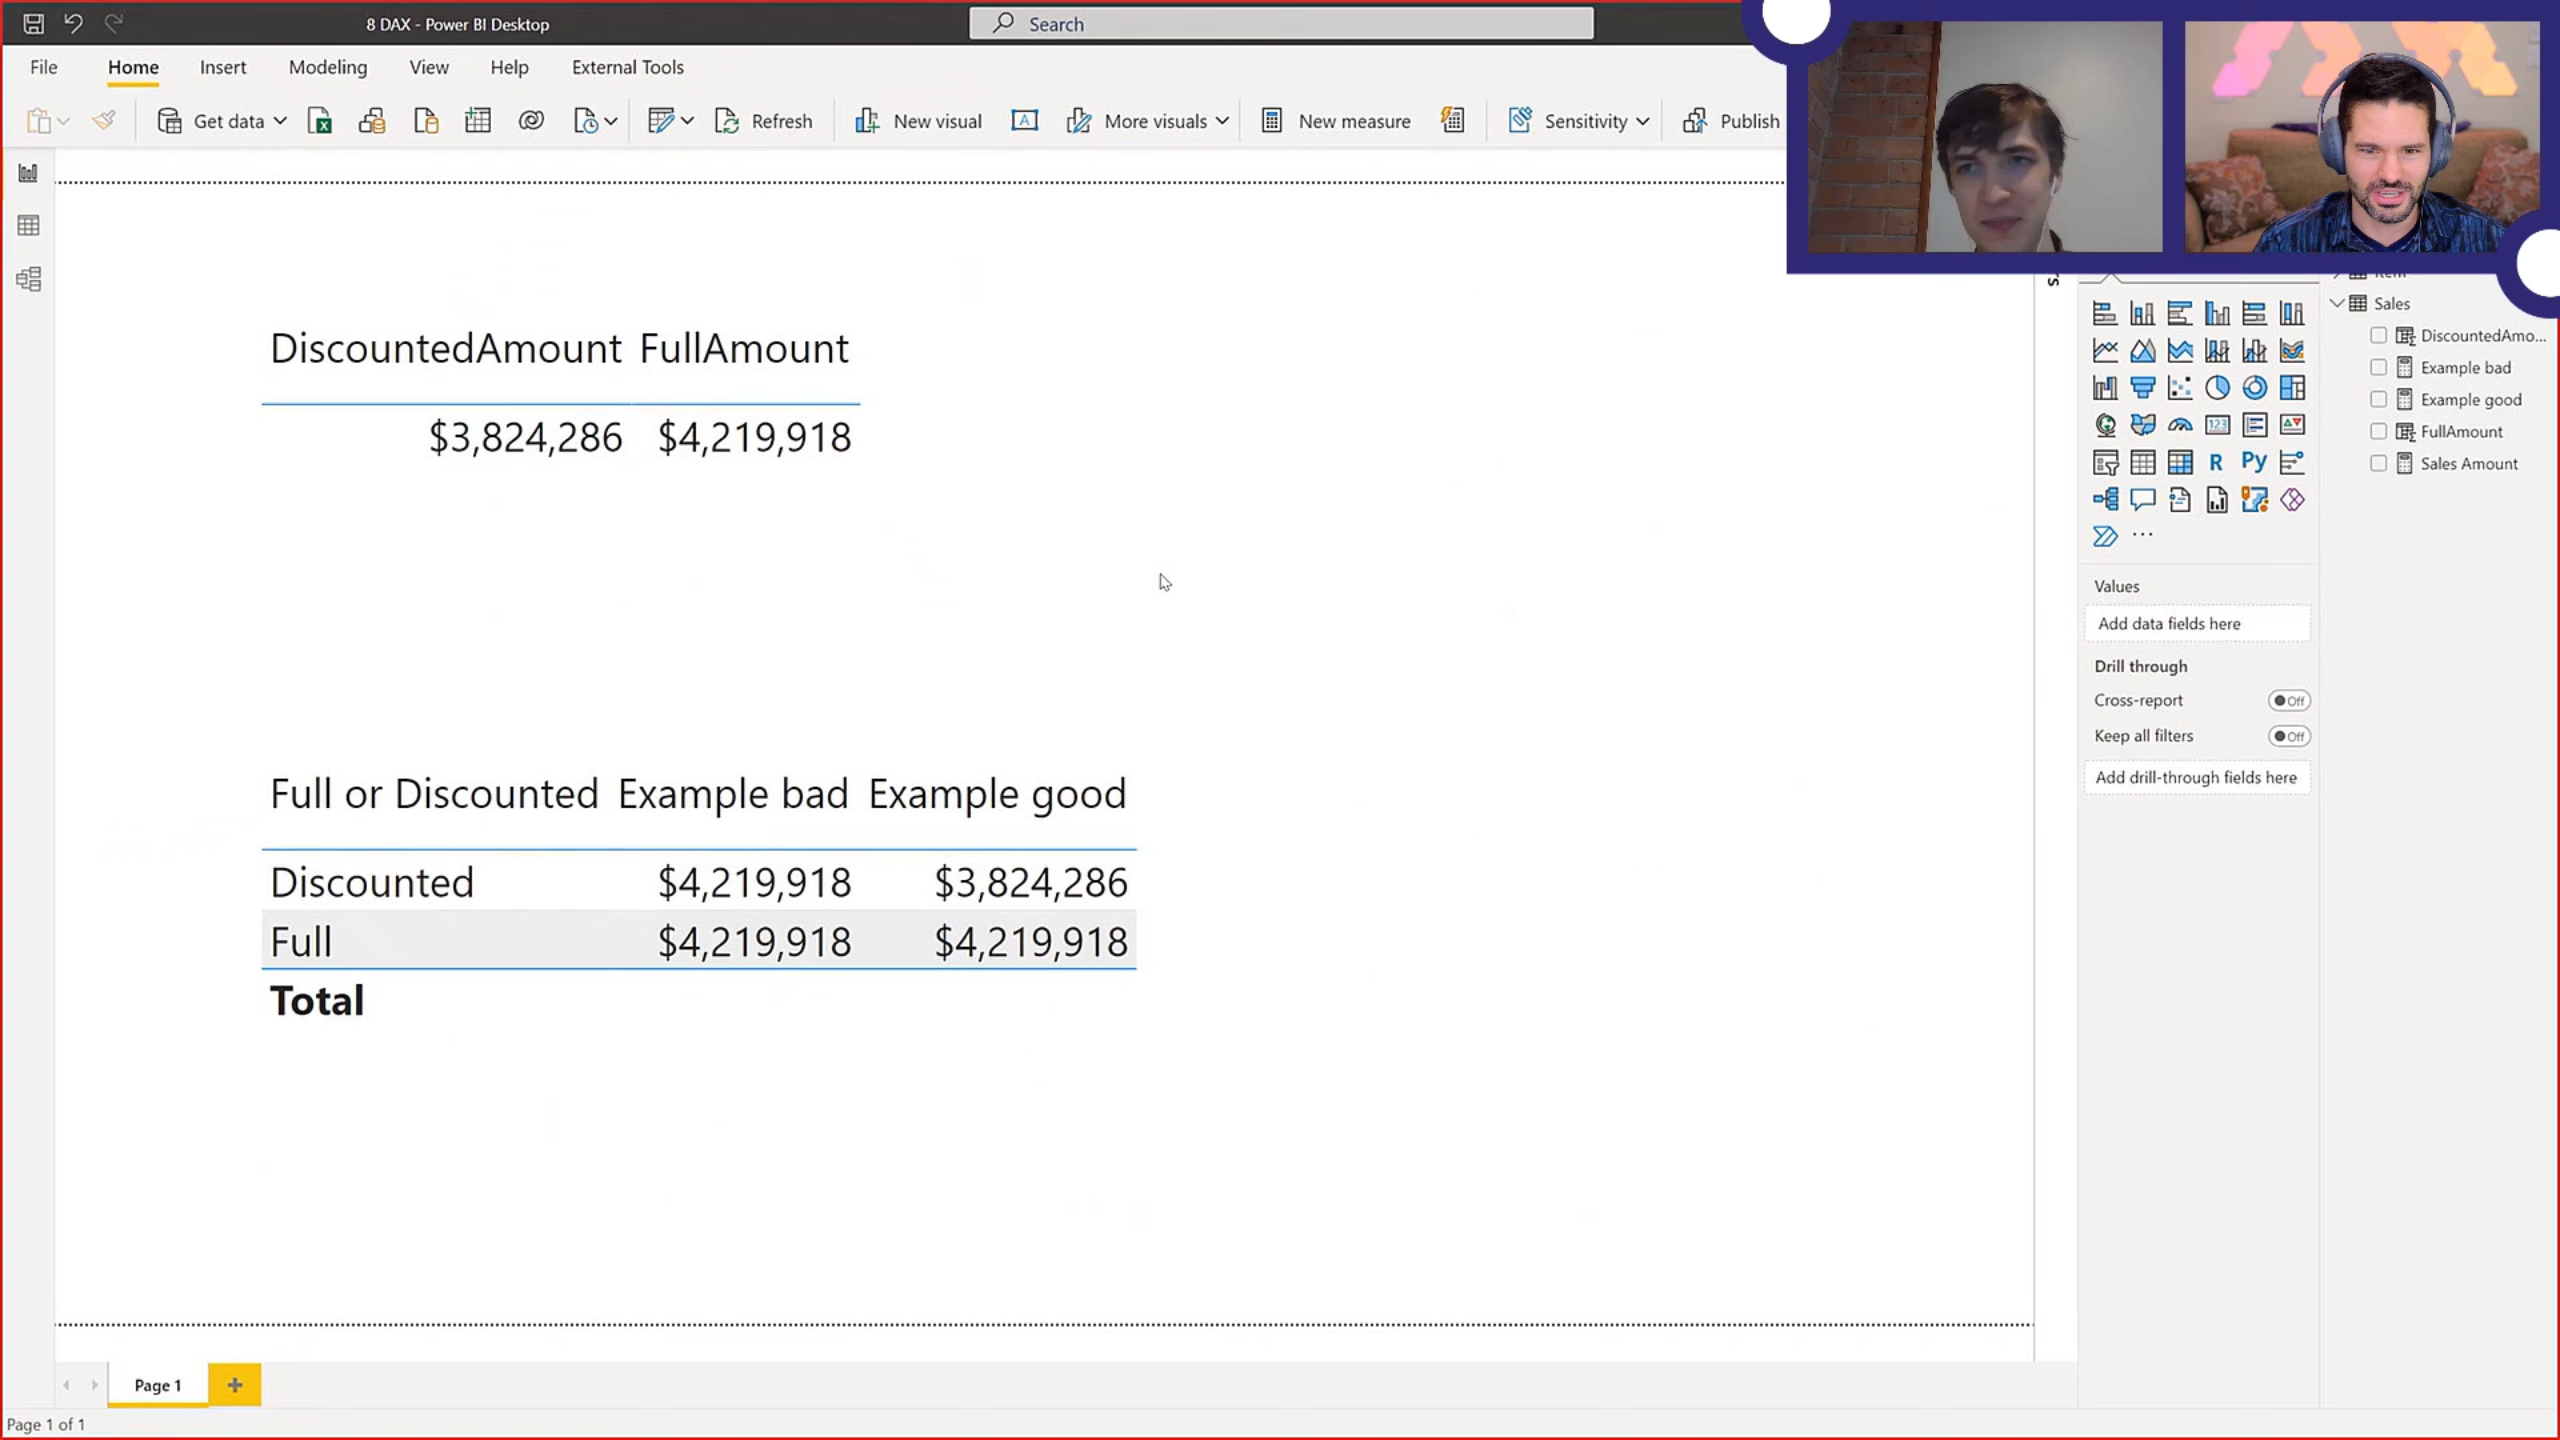 8 DAX - Power BI Desktop
Search
File Home Insert Modeling View Help External Tools
Get data Refresh New visual More visuals New measure Sensitivity Publish
DiscountedAmount FullAmount
$3,824,286 $4,219,918
Full or Discounted Example bad Example good
Discounted $4,219,918 $3,824,286
Full $4,219,918 $4,219,918
Total
R Py
123
Values
Add data fields here
Drill through
Cross-report Off
Keep all filters Off
Add drill-through fields here
Sales
DiscountedAmo...
Example bad
Example good
FullAmount
Sales Amount
Page 1
Page 1 of 1